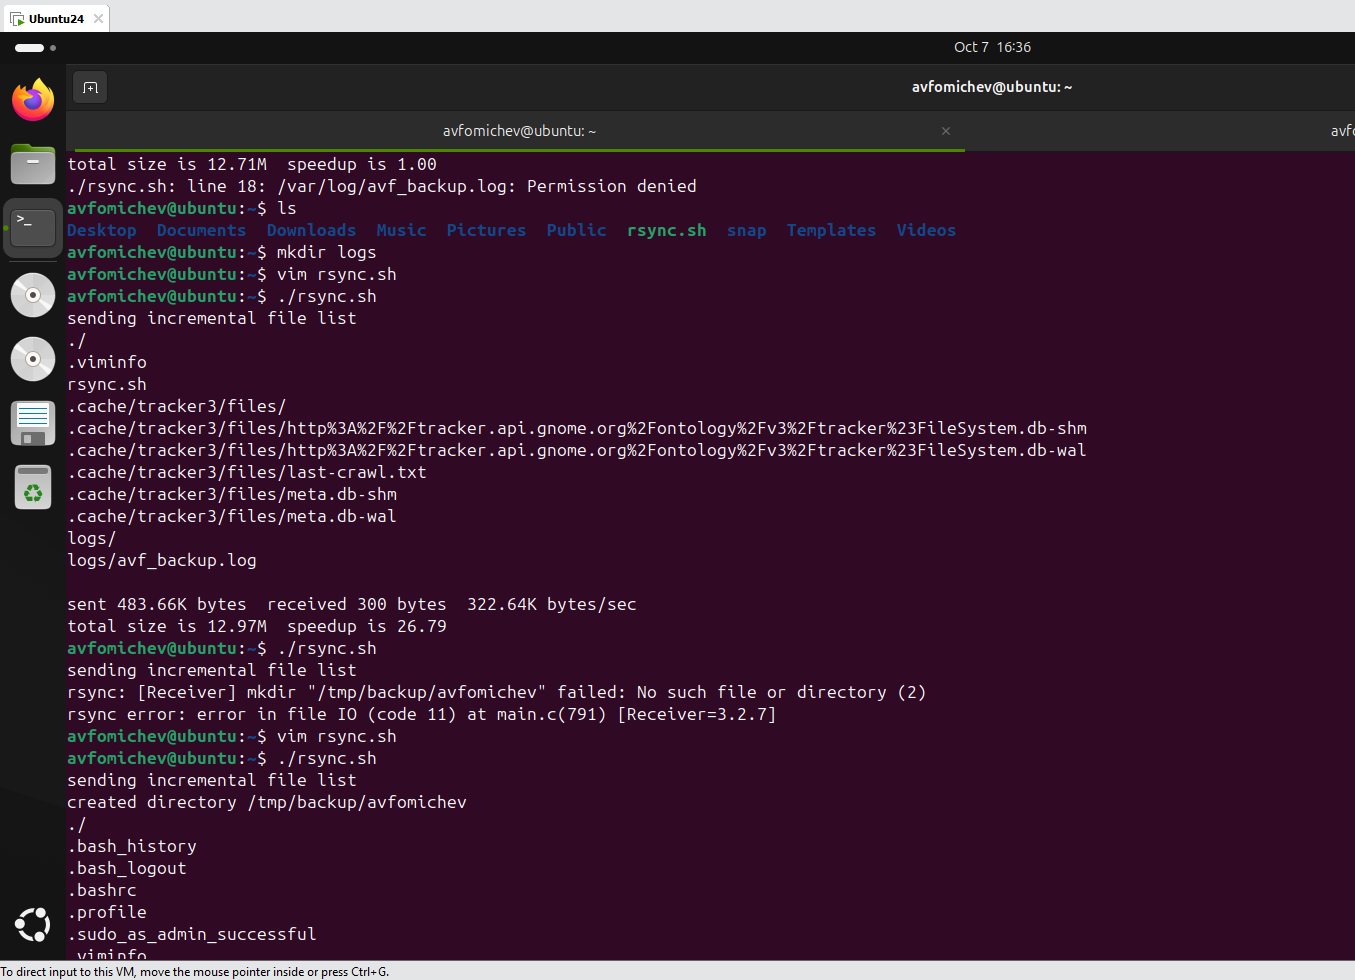 Ubuntu24
Oct 7 16:36
avfomichev@ubuntu: ~
avfomichev@ubuntu: ~
avfo
total size is 12.71M  speedup is 1.00
./rsync.sh: line 18: /var/log/avf_backup.log: Permission denied
avfomichev@ubuntu:~$ ls
Desktop  Documents  Downloads  Music  Pictures  Public  rsync.sh  snap  Templates  Videos
avfomichev@ubuntu:~$ mkdir logs
avfomichev@ubuntu:~$ vim rsync.sh
avfomichev@ubuntu:~$ ./rsync.sh
sending incremental file list
./
.viminfo
rsync.sh
.cache/tracker3/files/
.cache/tracker3/files/http%3A%2F%2Ftracker.api.gnome.org%2Fontology%2Fv3%2Ftracker%23FileSystem.db-shm
.cache/tracker3/files/http%3A%2F%2Ftracker.api.gnome.org%2Fontology%2Fv3%2Ftracker%23FileSystem.db-wal
.cache/tracker3/files/last-crawl.txt
.cache/tracker3/files/meta.db-shm
.cache/tracker3/files/meta.db-wal
logs/
logs/avf_backup.log
sent 483.66K bytes  received 300 bytes  322.64K bytes/sec
total size is 12.97M  speedup is 26.79
avfomichev@ubuntu:~$ ./rsync.sh
sending incremental file list
rsync: [Receiver] mkdir "/tmp/backup/avfomichev" failed: No such file or directory (2)
rsync error: error in file IO (code 11) at main.c(791) [Receiver=3.2.7]
avfomichev@ubuntu:~$ vim rsync.sh
avfomichev@ubuntu:~$ ./rsync.sh
sending incremental file list
created directory /tmp/backup/avfomichev
./
.bash_history
.bash_logout
.bashrc
.profile
.sudo_as_admin_successful
.viminfo
To direct input to this VM, move the mouse pointer inside or press Ctrl+G.